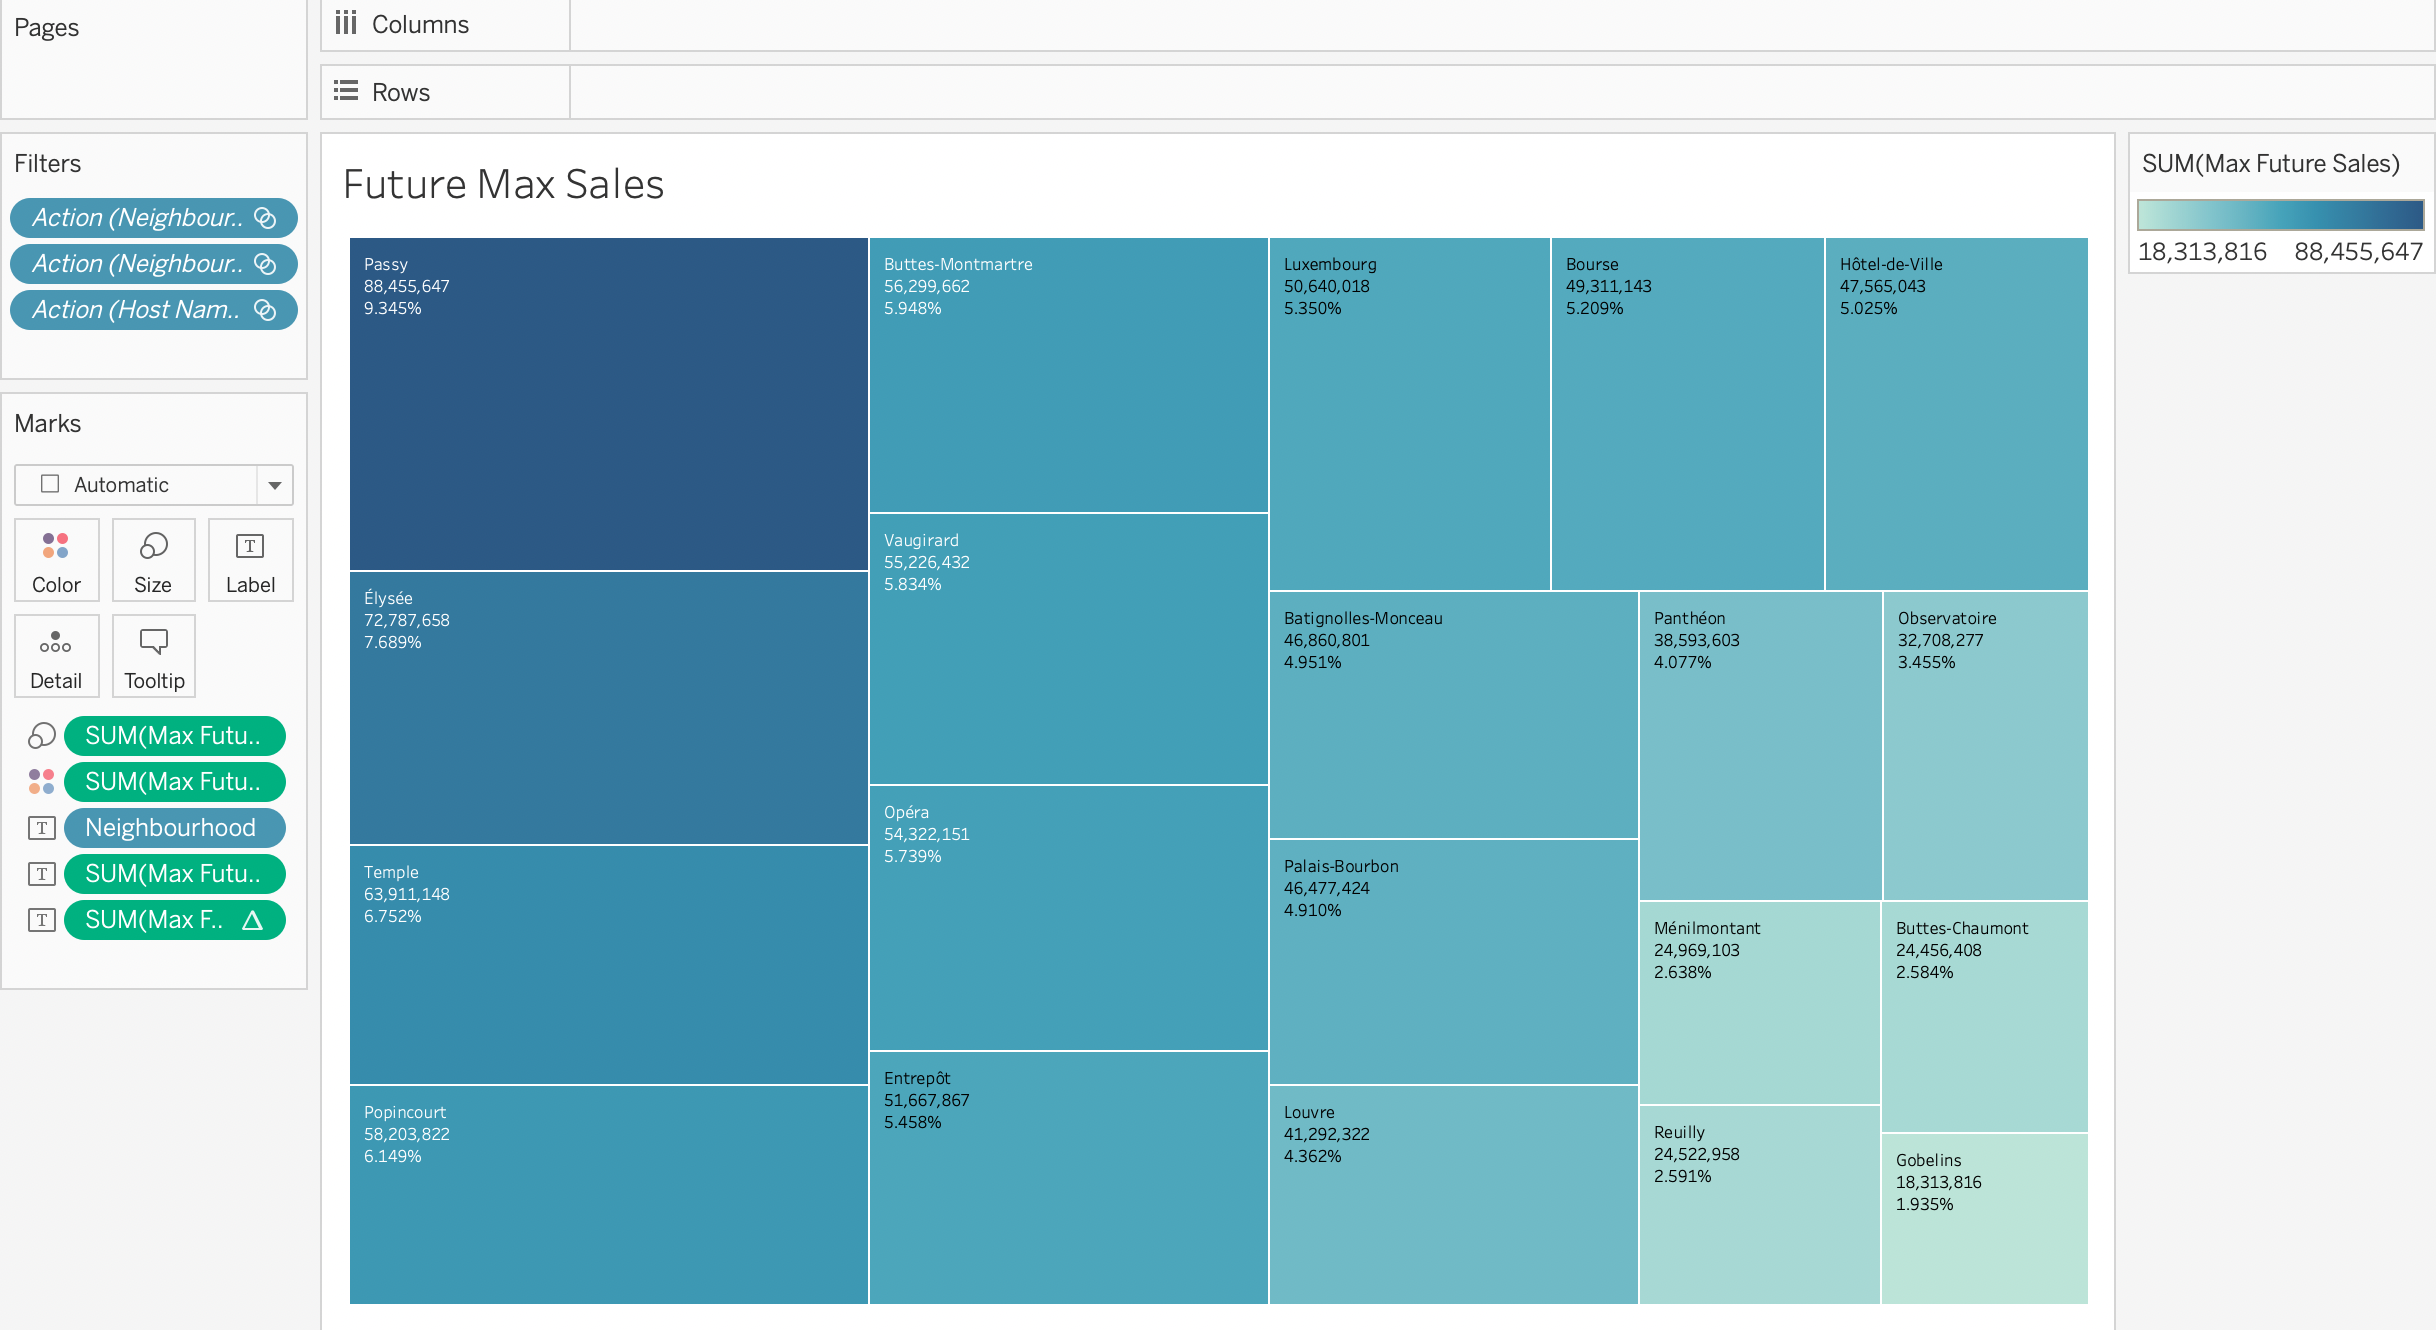 Pages
Columns
Rows
Filters
Action (Neighbour..
Action (Neighbour..
Action (Host Nam..
Marks
Automatic
Color
Size
T
Label
Detail
Tooltip
SUM(Max Futu..
SUM(Max Futu..
T
Neighbourhood
T
SUM(Max Futu..
T
SUM(Max F..
Future Max Sales
Passy
88,455,647
9.345%
Élysée
72,787,658
7.689%
Temple
63,911,148
6.752%
Popincourt
58,203,822
6.149%
Buttes-Montmartre
56,299,662
5.948%
Vaugirard
55,226,432
5.834%
Opéra
54,322,151
5.739%
Entrepôt
51,667,867
5.458%
Luxembourg
50,640,018
5.350%
Bourse
49,311,143
5.209%
Hôtel-de-Ville
47,565,043
5.025%
Batignolles-Monceau
46,860,801
4.951%
Palais-Bourbon
46,477,424
4.910%
Louvre
41,292,322
4.362%
Panthéon
38,593,603
4.077%
Observatoire
32,708,277
3.455%
Ménilmontant
24,969,103
2.638%
Reuilly
24,522,958
2.591%
Buttes-Chaumont
24,456,408
2.584%
Gobelins
18,313,816
1.935%
SUM(Max Future Sales)
18,313,816 88,455,647